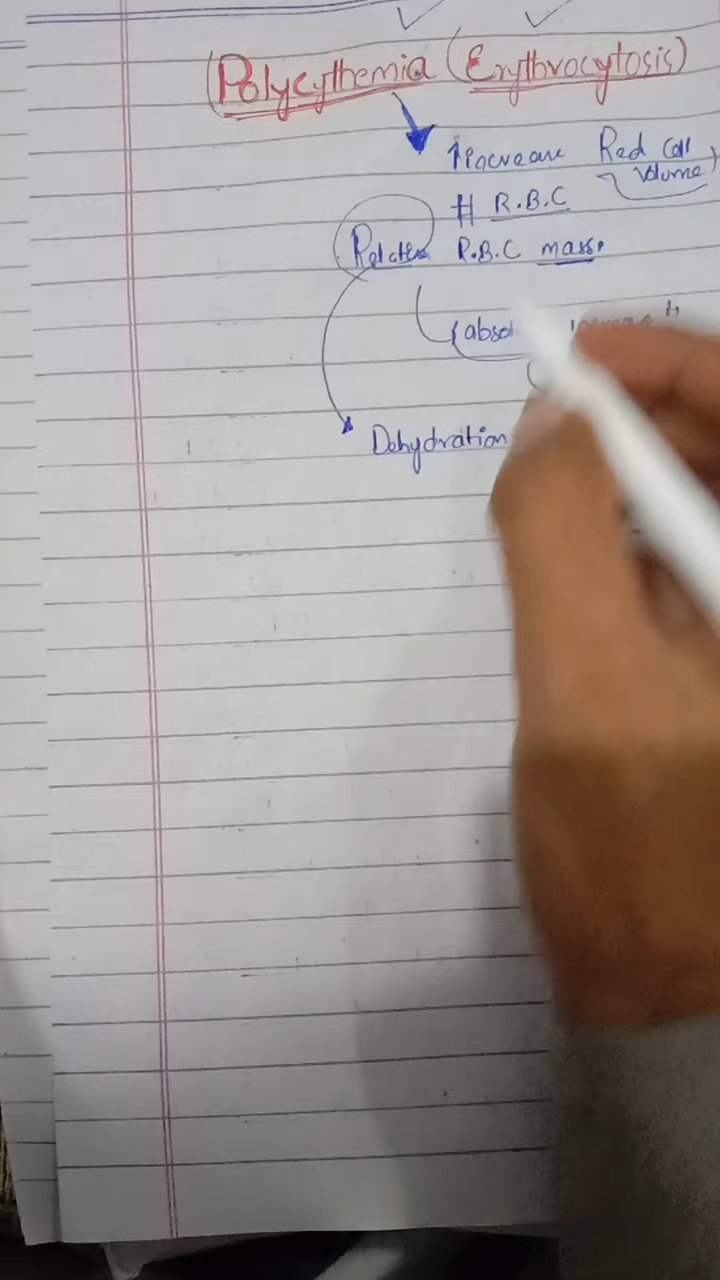 (Polycythemia (Erythrocytosis)
↑Increase Red Cell
Volume
# R.B.C
Relative R.B.C mass.
(absol
Dehydration